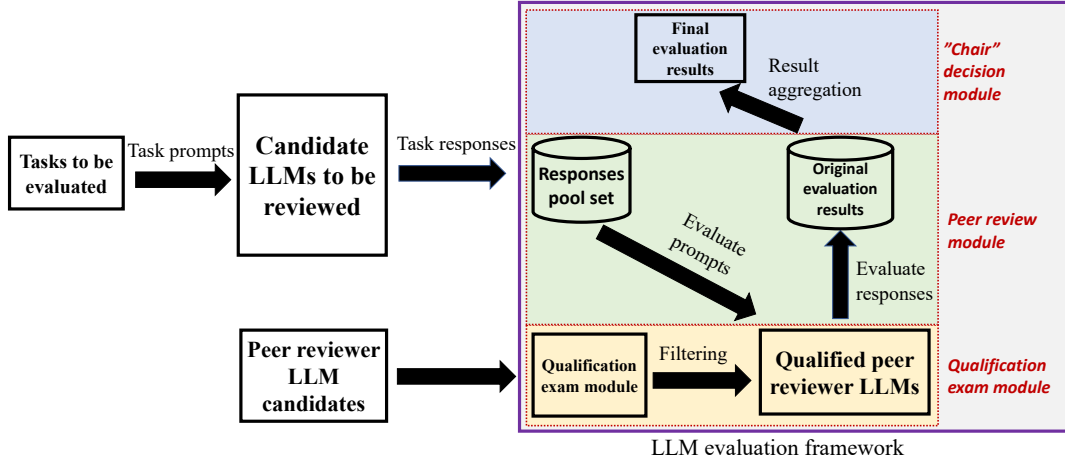 Tasks to be
evaluated
Task prompts
Candidate
LLMs to be
reviewed
Task responses
Peer reviewer
LLM
candidates
Final
evaluation
results
Result
aggregation
”Chair”
decision
module
Responses
pool set
Original
evaluation
results
Evaluate
prompts
Evaluate
responses
Peer review
module
Qualification
exam module
Filtering
Qualified peer
reviewer LLMs
Qualification
exam module
LLM evaluation framework